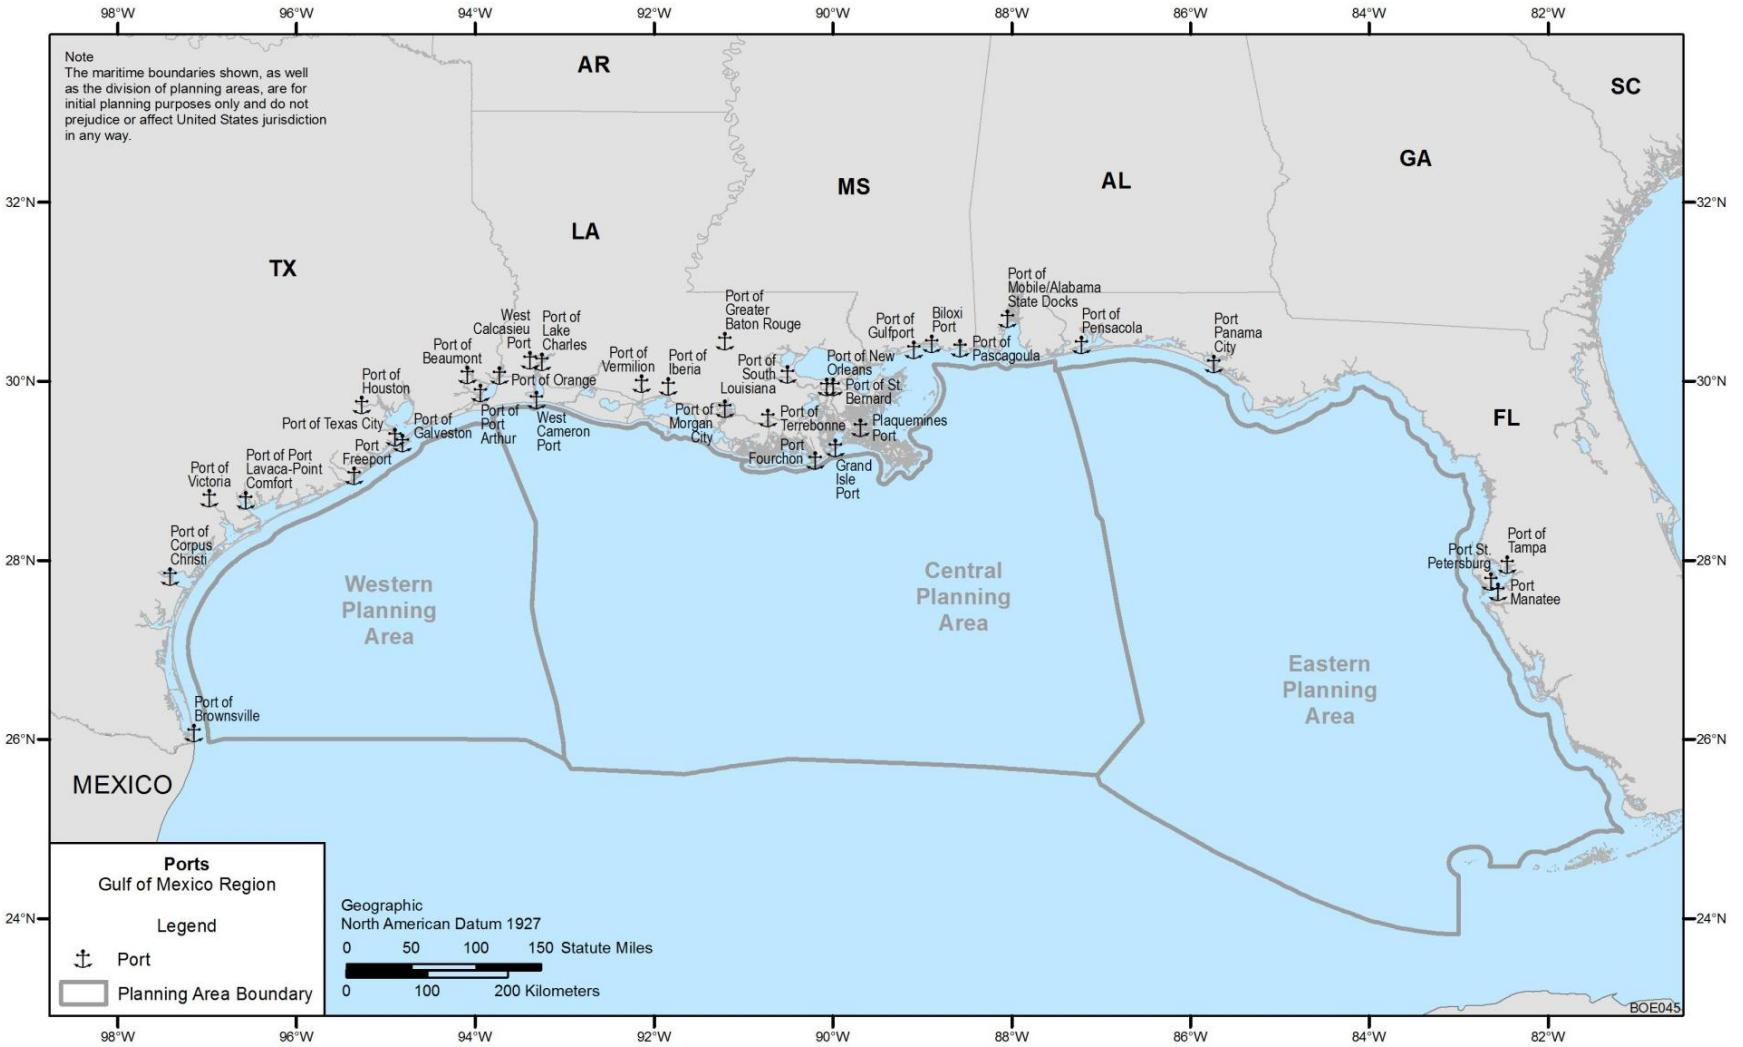 98°W 96°W 94°W 92°W 90°W 88°W 86°W 84°W 82°W
Note
The maritime boundaries shown, as well
as the division of planning areas, are for
initial planning purposes only and do not
prejudice or affect United States jurisdiction
in any way.
AR
SC
GA
AL
MS
32°N
32°N
LA
TX
Port of
Mobile/Alabama
State Docks
Port of
Greater
Baton Rouge
West
Calcasieu
Port
Port of
Lake
Charles
Port of
Gulfport
Biloxi
Port
Port of
Pensacola
Port
Panama
City
Port of
Beaumont
Port of
Vermilion
Port of
Iberia
Port of
South
Louisiana
Port of New
Orleans
Port of
Pascagoula
30°N
30°N
Port of
Houston
Port of Orange
Port of St.
Bernard
FL
Port of Texas City
Port of
Galveston
Port of
Port
Arthur
West
Cameron
Port
Port of
Morgan
City
Port of
Terrebonne
Plaquemines
Port
Port
Freeport
Port
Fourchon
Grand
Isle
Port
Port of
Victoria
Port of Port
Lavaca-Point
Comfort
Port of
Corpus
Christi
Port St.
Petersburg
Port of
Tampa
28°N
28°N
Port
Manatee
Western
Planning
Area
Central
Planning
Area
Eastern
Planning
Area
Port of
Brownsville
26°N
26°N
MEXICO
Ports
Gulf of Mexico Region
Legend
Port
Planning Area Boundary
24°N
24°N
Geographic
North American Datum 1927
0 50 100 150 Statute Miles
0 100 200 Kilometers
BOE045
98°W 96°W 94°W 92°W 90°W 88°W 86°W 84°W 82°W